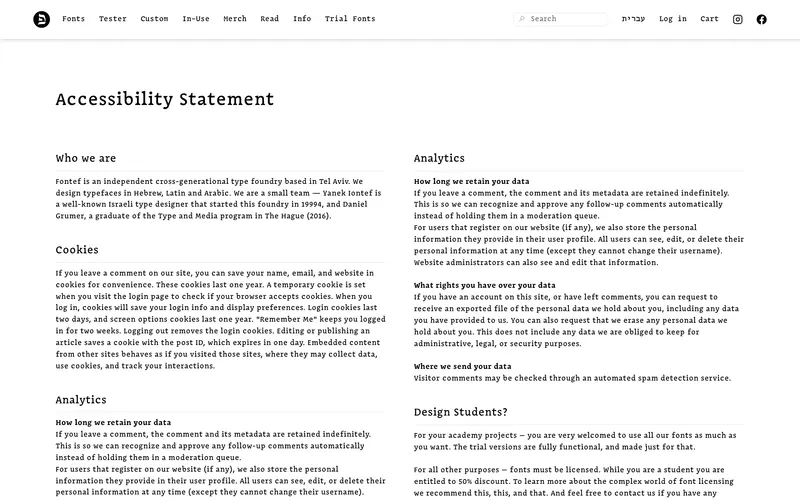 Fonts Tester Custom In-Use Merch Read Info Trial Fonts Search עברית Log in Cart
Accessibility Statement
Who we are
Fontef is an independent cross-generational type foundry based in Tel Aviv. We
design typefaces in Hebrew, Latin and Arabic. We are a small team — Yanek Iontef is
a well-known Israeli type designer that started this foundry in 19994, and Daniel
Grumer, a graduate of the Type and Media program in The Hague (2016).
Cookies
If you leave a comment on our site, you can save your name, email, and website in
cookies for convenience. These cookies last one year. A temporary cookie is set
when you visit the login page to check if your browser accepts cookies. When you
log in, cookies will save your login info and display preferences. Login cookies last
two days, and screen options cookies last one year. "Remember Me" keeps you logged
in for two weeks. Logging out removes the login cookies. Editing or publishing an
article saves a cookie with the post ID, which expires in one day. Embedded content
from other sites behaves as if you visited those sites, where they may collect data,
use cookies, and track your interactions.
Analytics
How long we retain your data
If you leave a comment, the comment and its metadata are retained indefinitely.
This is so we can recognize and approve any follow-up comments automatically
instead of holding them in a moderation queue.
For users that register on our website (if any), we also store the personal
information they provide in their user profile. All users can see, edit, or delete their
personal information at any time (except they cannot change their username).
Analytics
How long we retain your data
If you leave a comment, the comment and its metadata are retained indefinitely.
This is so we can recognize and approve any follow-up comments automatically
instead of holding them in a moderation queue.
For users that register on our website (if any), we also store the personal
information they provide in their user profile. All users can see, edit, or delete their
personal information at any time (except they cannot change their username).
Website administrators can also see and edit that information.
What rights you have over your data
If you have an account on this site, or have left comments, you can request to
receive an exported file of the personal data we hold about you, including any data
you have provided to us. You can also request that we erase any personal data we
hold about you. This does not include any data we are obliged to keep for
administrative, legal, or security purposes.
Where we send your data
Visitor comments may be checked through an automated spam detection service.
Design Students?
For your academy projects — you are very welcomed to use all our fonts as much as
you want. The trial versions are fully functional, and made just for that.
For all other purposes — fonts must be licensed. While you are a student you are
entitled to 50% discount. To learn more about the complex world of font licensing
we recommend this, this, and that. And feel free to contact us if you have any